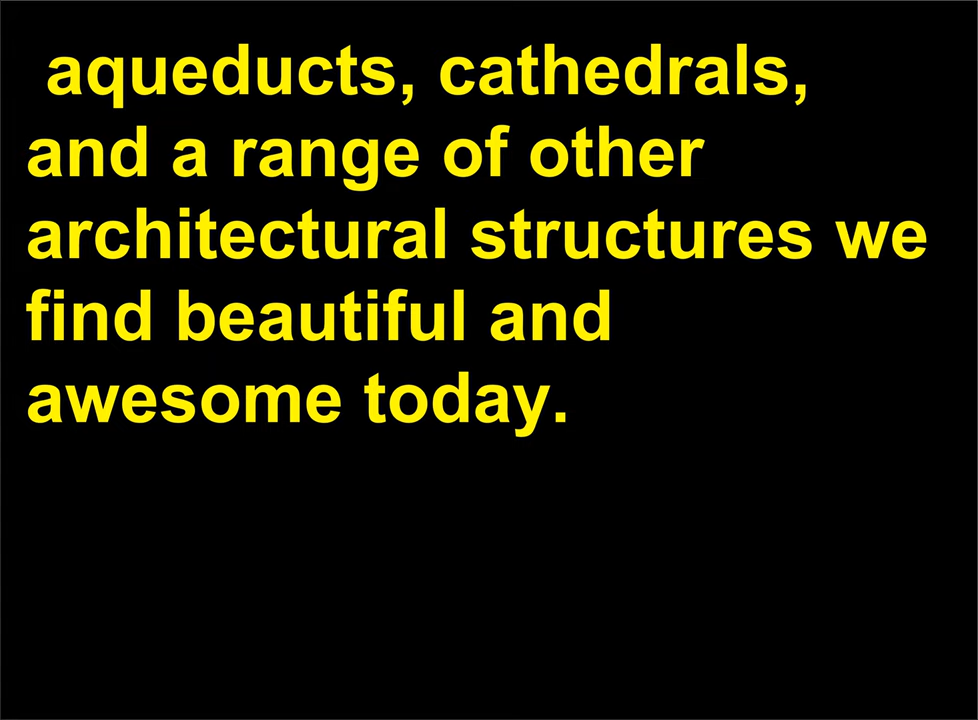 aqueducts, cathedrals,
and a range of other
architectural structures we
find beautiful and
awesome today.